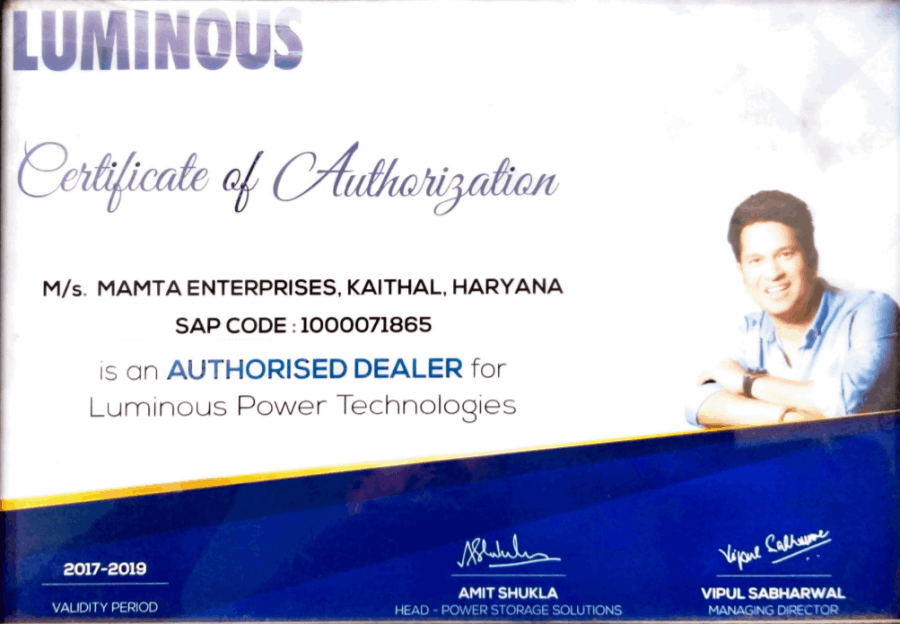 LUMINOUS
Certificate of Authorization
M/s. MAMTA ENTERPRISES, KAITHAL, HARYANA
SAP CODE : 1000071865
is an AUTHORISED DEALER for
Luminous Power Technologies
AShukla
Vipul Sabharwal
2017-2019
AMIT SHUKLA
VIPUL SABHARWAL
VALIDITY PERIOD
HEAD - POWER STORAGE SOLUTIONS
MANAGING DIRECTOR